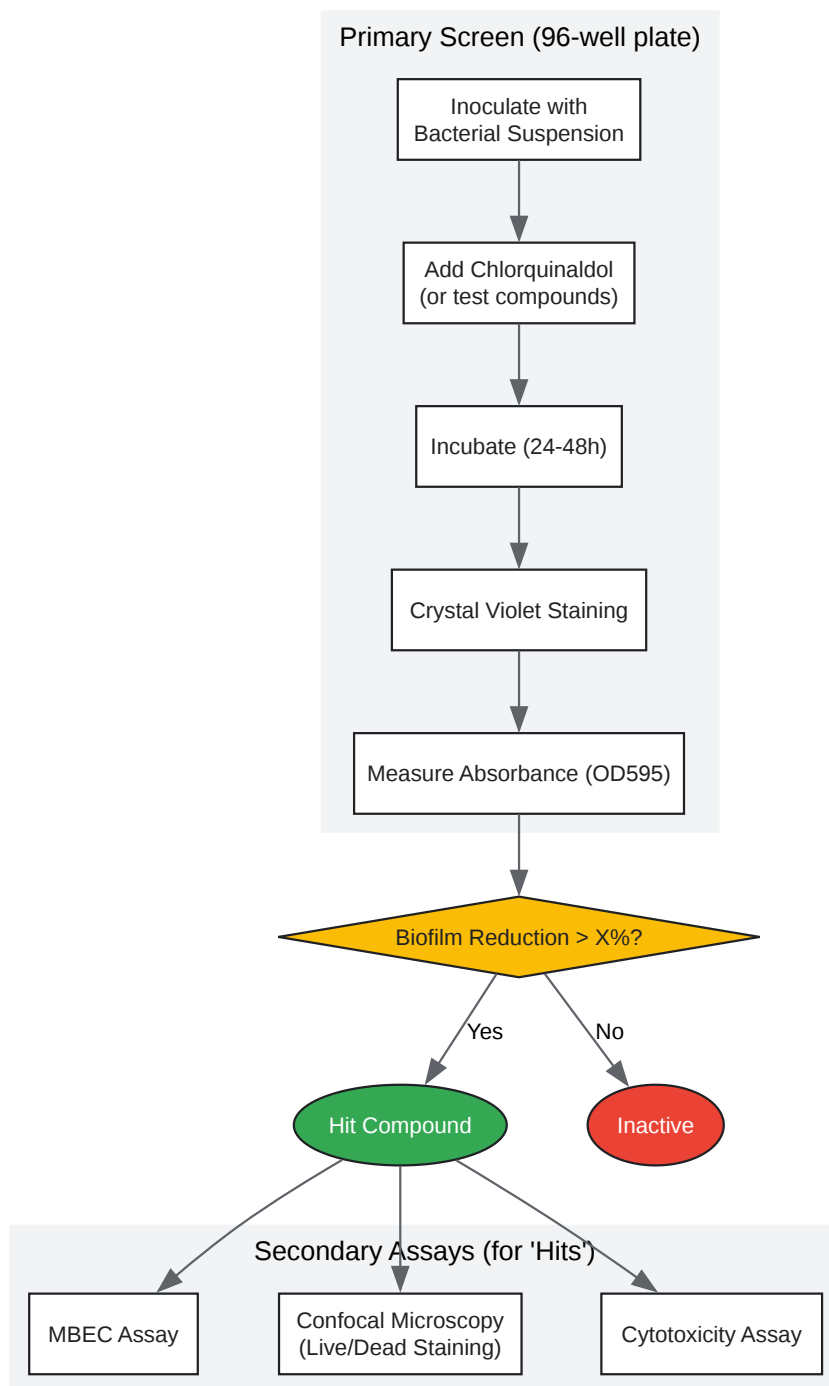 Primary Screen (96-well plate)
Inoculate with
Bacterial Suspension
Add Chlorquinaldol
(or test compounds)
Incubate (24-48h)
Crystal Violet Staining
Measure Absorbance (OD595)
Biofilm Reduction > X%?
Yes
No
Hit Compound
Inactive
Secondary Assays (for 'Hits')
MBEC Assay
Confocal Microscopy
(Live/Dead Staining)
Cytotoxicity Assay